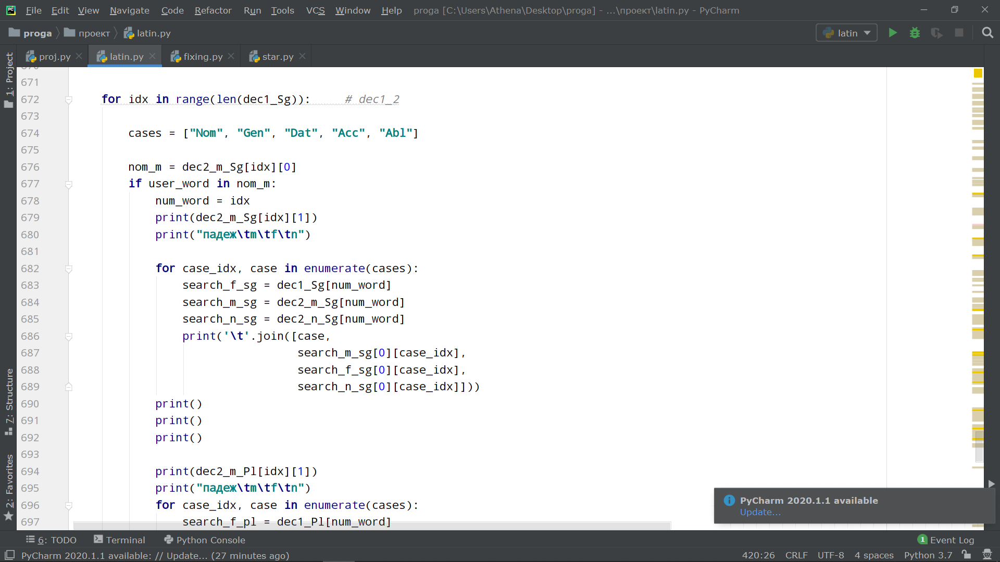 PC File Edit View Navigate Code Refactor Run Tools VCS Window Help proga [C:\Users\Athena\Desktop\proga] - ...\проект\latin.py - PyCharm
proga проект latin.py latin
proj.py latin.py fixing.py star.py
1: Project
7: Structure
2: Favorites
670
671
672 for idx in range(len(dec1_Sg)): # dec1_2
673
674 cases = ["Nom", "Gen", "Dat", "Acc", "Abl"]
675
676 nom_m = dec2_m_Sg[idx][0]
677 if user_word in nom_m:
678 num_word = idx
679 print(dec2_m_Sg[idx][1])
680 print("падеж\tm\tf\tn")
681
682 for case_idx, case in enumerate(cases):
683 search_f_sg = dec1_Sg[num_word]
684 search_m_sg = dec2_m_Sg[num_word]
685 search_n_sg = dec2_n_Sg[num_word]
686 print('\t'.join([case,
687 search_m_sg[0][case_idx],
688 search_f_sg[0][case_idx],
689 search_n_sg[0][case_idx]]))
690 print()
691 print()
692 print()
693
694 print(dec2_m_Pl[idx][1])
695 print("падеж\tm\tf\tn")
696 for case_idx, case in enumerate(cases):
697 search_f_pl = dec1_Pl[num_word]
PyCharm 2020.1.1 available
Update...
6: TODO Terminal Python Console 1 Event Log
PyCharm 2020.1.1 available: // Update... (27 minutes ago) 420:26 CRLF UTF-8 4 spaces Python 3.7